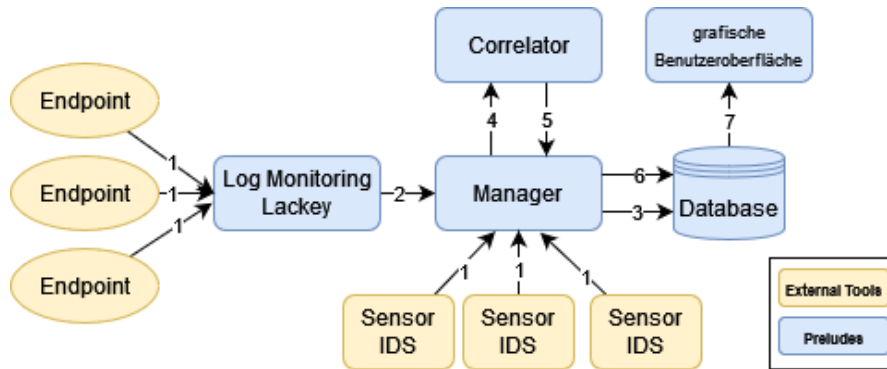 Correlator
grafische
Benutzeroberfläche
Endpoint
4
5
7
1
Endpoint
1
Log Monitoring
Lackey
2
Manager
6
3
Database
1
Endpoint
1
1
1
Sensor
IDS
Sensor
IDS
Sensor
IDS
External Tools
Preludes